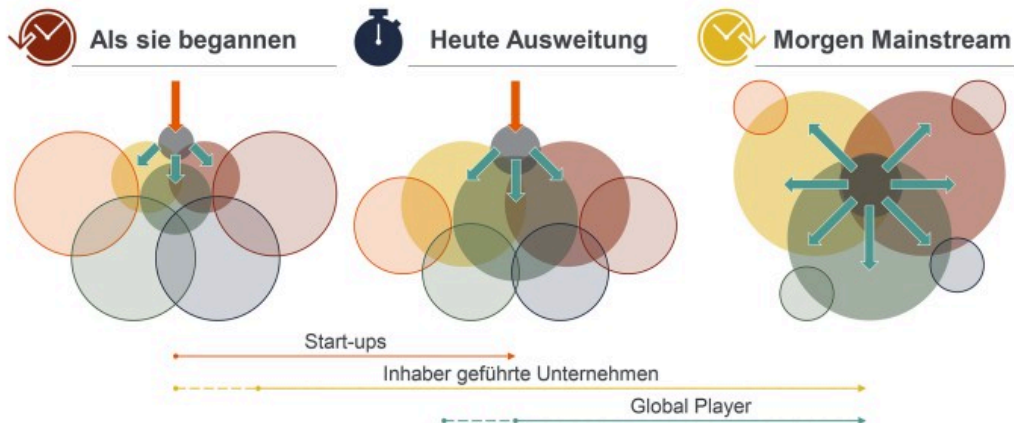 Als sie begannen
Heute Ausweitung
Morgen Mainstream
Start-ups
Inhaber geführte Unternehmen
Global Player